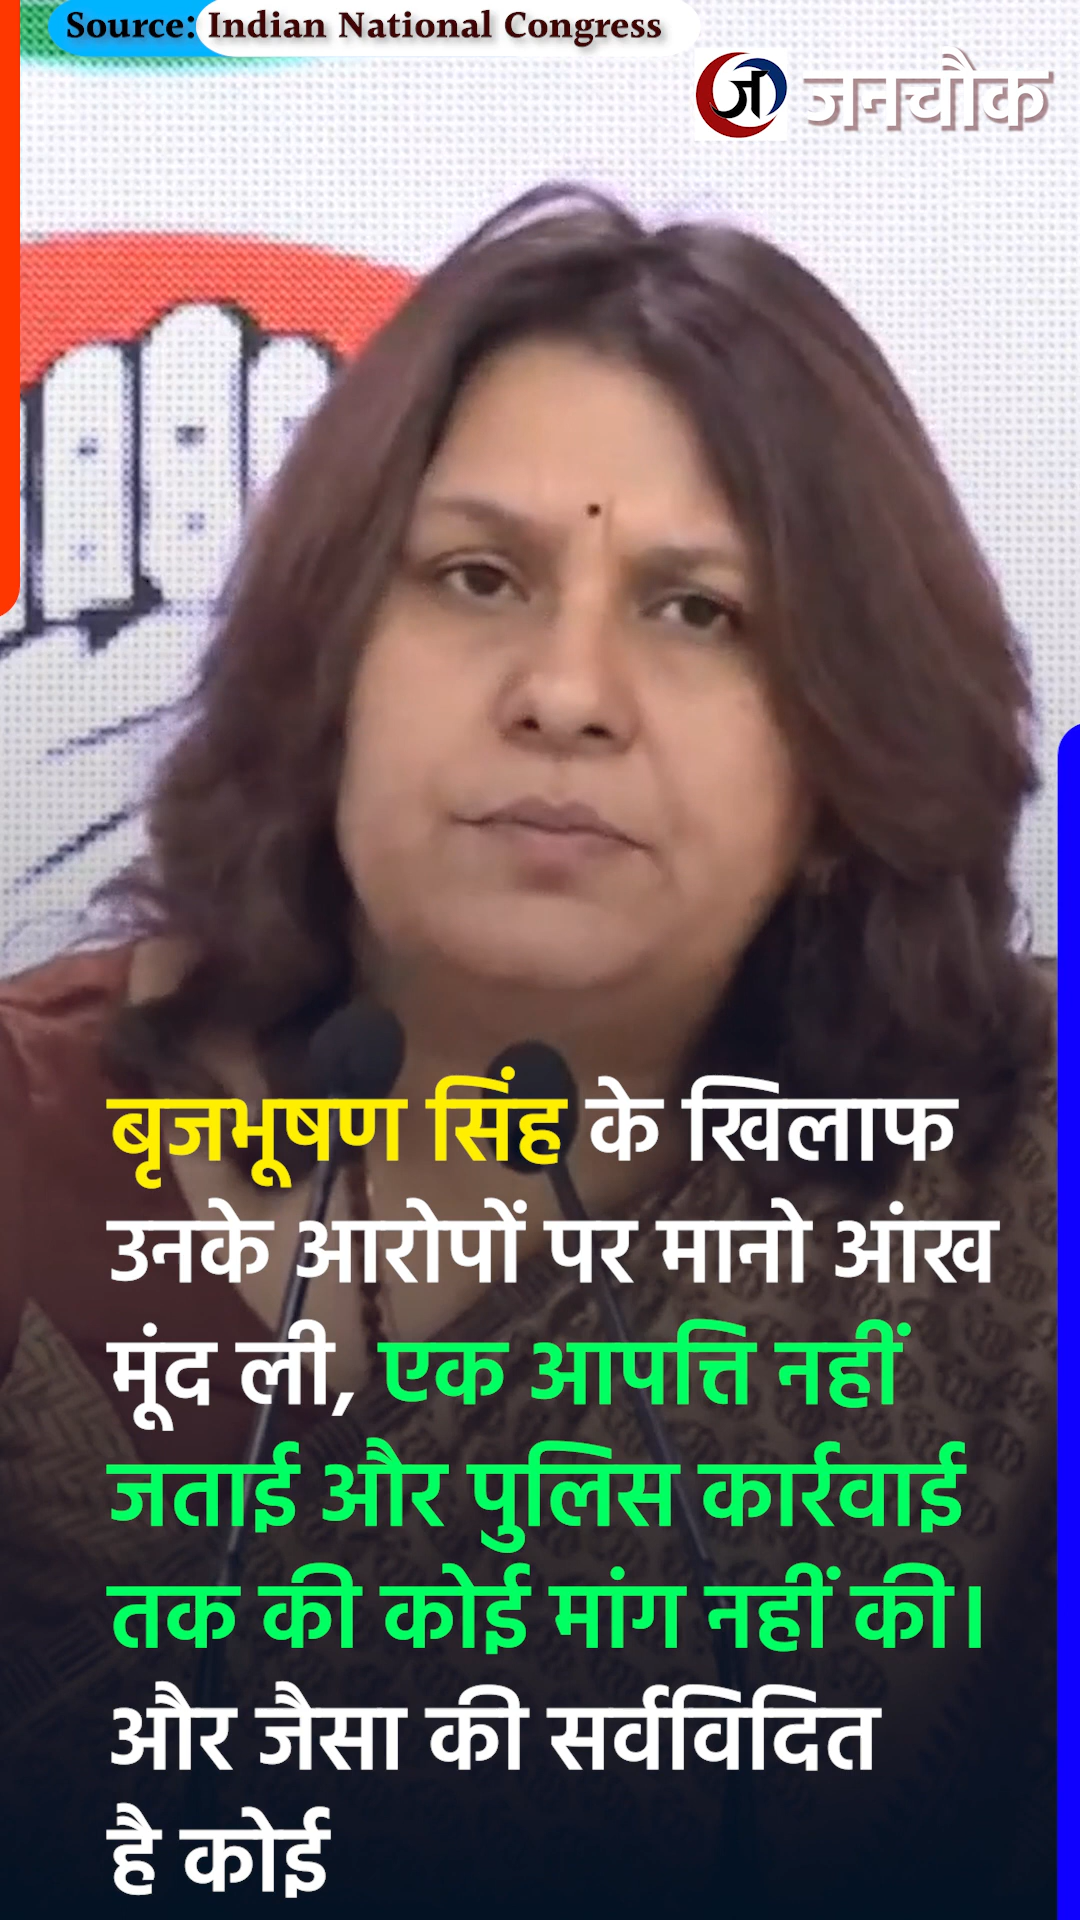 Source: Indian National Congress
जनचौक
बृजभूषण सिंह के खिलाफ
उनके आरोपों पर मानो आंख
मूंद ली, एक आपत्ति नहीं
जताई और पुलिस कार्रवाई
तक की कोई मांग नहीं की।
और जैसा की सर्वविदित
है कोई